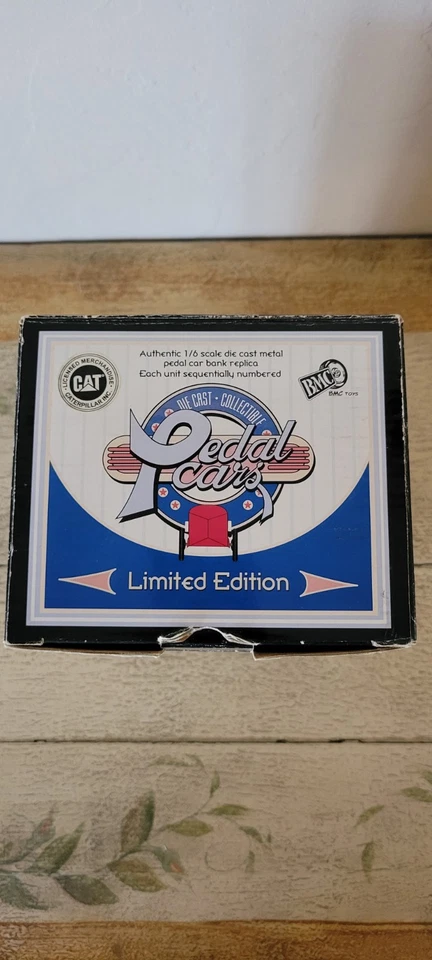 Authentic 1/6 scale die cast metal
pedal car bank replica
Each unit sequentially numbered
LICENSED MERCHANDISE
CAT
CATERPILLAR INC.
BMC
BMC TOYS
DIE CAST • COLLECTIBLE
Pedal
cars
Limited Edition